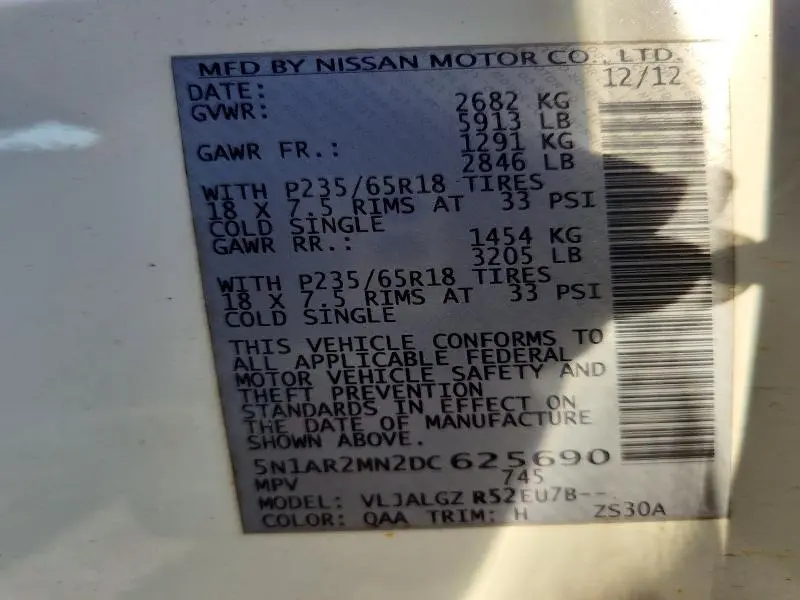 MFD BY NISSAN MOTOR CO., LTD.
DATE: 12/12
GVWR: 2682 KG
5913 LB
GAWR FR.: 1291 KG
2846 LB
WITH P235/65R18 TIRES
18 X 7.5 RIMS AT 33 PSI
COLD SINGLE
GAWR RR.: 1454 KG
3205 LB
WITH P235/65R18 TIRES
18 X 7.5 RIMS AT 33 PSI
COLD SINGLE
THIS VEHICLE CONFORMS TO
ALL APPLICABLE FEDERAL
MOTOR VEHICLE SAFETY AND
THEFT PREVENTION
STANDARDS IN EFFECT ON
THE DATE OF MANUFACTURE
SHOWN ABOVE.
5N1AR2MN2DC 625690
MPV 745
MODEL: VLJALGZ R52EU7B--
COLOR: QAA TRIM: H ZS30A